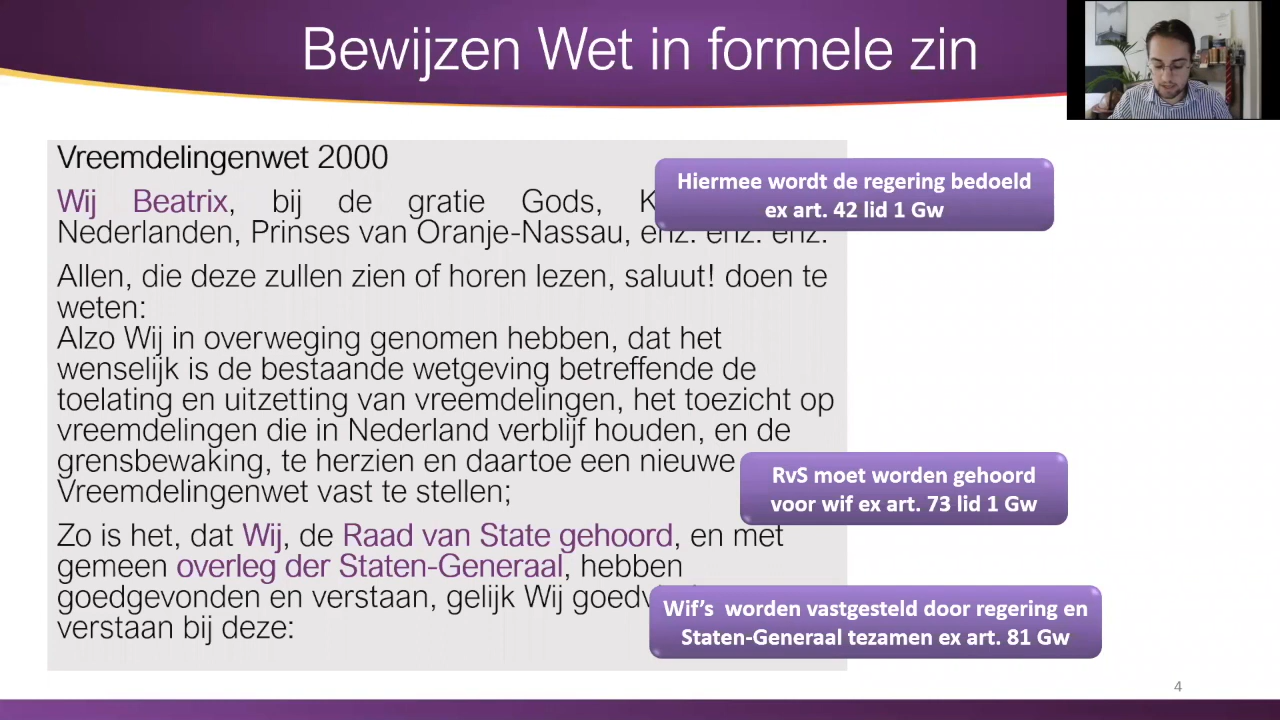 Bewijzen Wet in formele zin
Vreemdelingenwet 2000
Wij Beatrix, bij de gratie Gods, K
Nederlanden, Prinses van Oranje-Nassau, enz. enz. enz.
Hiermee wordt de regering bedoeld
ex art. 42 lid 1 Gw
Allen, die deze zullen zien of horen lezen, saluut! doen te
weten:
Alzo Wij in overweging genomen hebben, dat het
wenselijk is de bestaande wetgeving betreffende de
toelating en uitzetting van vreemdelingen, het toezicht op
vreemdelingen die in Nederland verblijf houden, en de
grensbewaking, te herzien en daartoe een nieuwe
Vreemdelingenwet vast te stellen;
RvS moet worden gehoord
voor wif ex art. 73 lid 1 Gw
Zo is het, dat Wij, de Raad van State gehoord, en met
gemeen overleg der Staten-Generaal, hebben
goedgevonden en verstaan, gelijk Wij
verstaan bij deze:
Wif's worden vastgesteld door regering en
Staten-Generaal tezamen ex art. 81 Gw
4